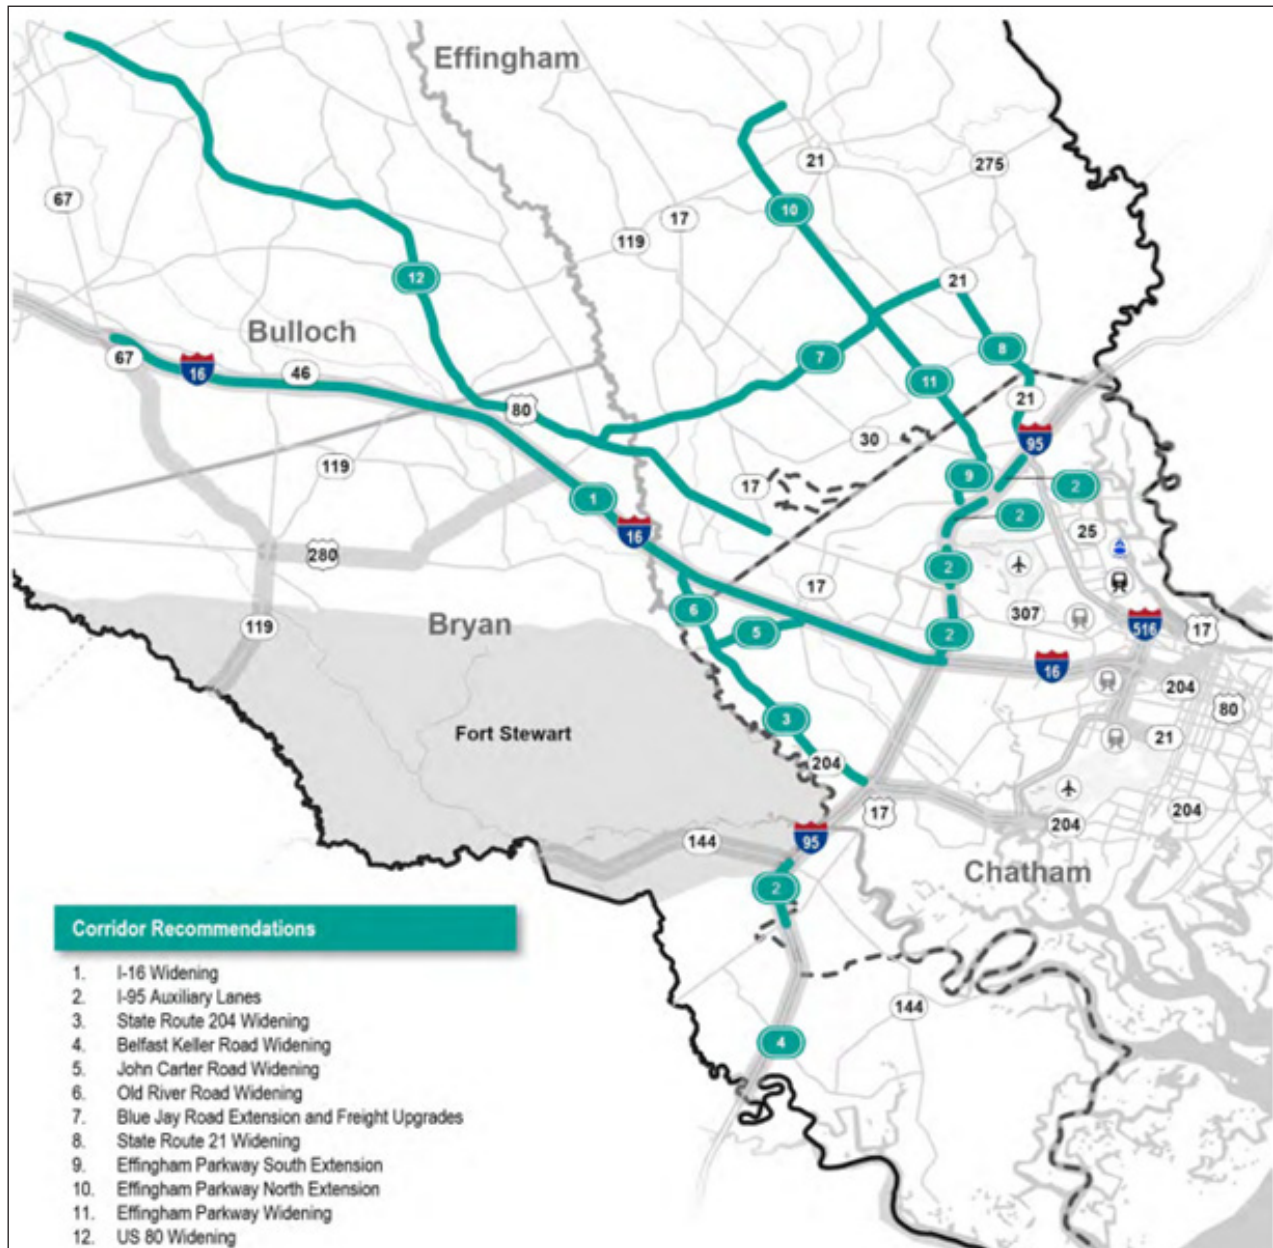 Effingham
21
275
67
10
17
119
12
21
Bulloch
67
16
46
7
8
11
21
80
30
95
119
17
9
2
1
2
16
25
280
2
17
6
307
119
Bryan
5
2
516
17
16
204
80
3
Fort Stewart
21
204
17
204
204
144
95
Chatham
2
144
4
Corridor Recommendations
1. I-16 Widening
2. I-95 Auxiliary Lanes
3. State Route 204 Widening
4. Belfast Keller Road Widening
5. John Carter Road Widening
6. Old River Road Widening
7. Blue Jay Road Extension and Freight Upgrades
8. State Route 21 Widening
9. Effingham Parkway South Extension
10. Effingham Parkway North Extension
11. Effingham Parkway Widening
12. US 80 Widening